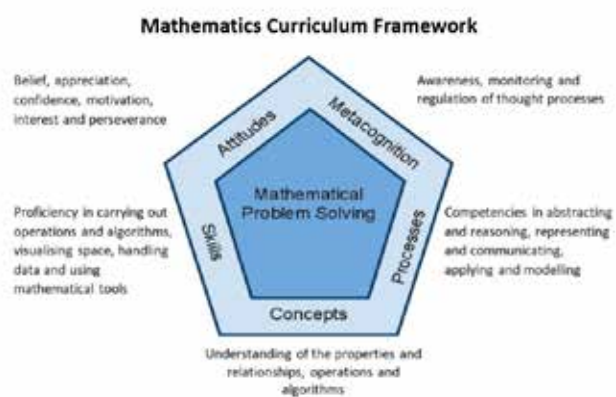 Mathematics Curriculum Framework
Belief, appreciation,
confidence, motivation,
interest and perseverance
Awareness, monitoring and
regulation of thought processes
Attitudes
Metacognition
Mathematical
Problem Solving
Proficiency in carrying out
operations and algorithms,
visualising space, handling
data and using
mathematical tools
Skills
Processes
Competencies in abstracting
and reasoning, representing
and communicating,
applying and modelling
Concepts
Understanding of the properties and
relationships, operations and
algorithms